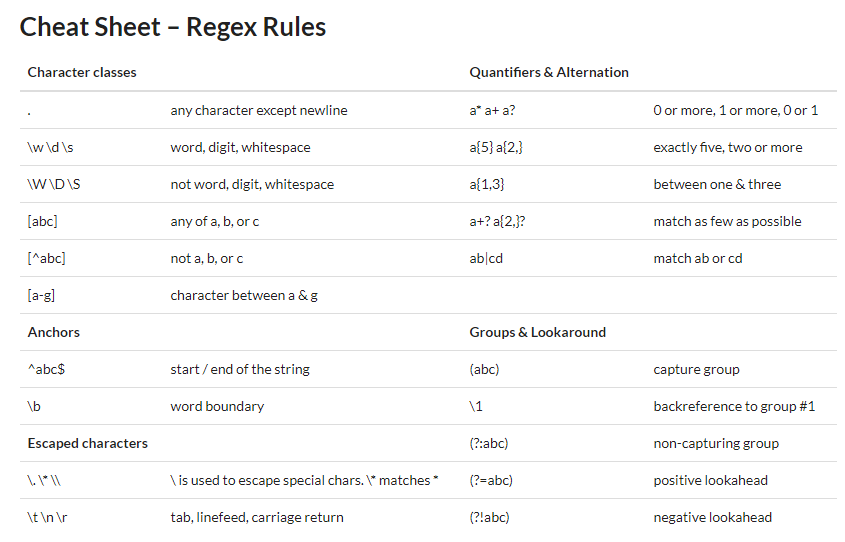 Cheat Sheet – Regex Rules
Character classes Quantifiers & Alternation
. any character except newline a* a+ a? 0 or more, 1 or more, 0 or 1
\w \d \s word, digit, whitespace a{5} a{2,} exactly five, two or more
\W \D \S not word, digit, whitespace a{1,3} between one & three
[abc] any of a, b, or c a+? a{2,}? match as few as possible
[^abc] not a, b, or c ab|cd match ab or cd
[a-g] character between a & g
Anchors Groups & Lookaround
^abc$ start / end of the string (abc) capture group
\b word boundary \1 backreference to group #1
Escaped characters (?:abc) non-capturing group
\. \* \\ \ is used to escape special chars. \* matches * (?=abc) positive lookahead
\t \n \r tab, linefeed, carriage return (?!abc) negative lookahead